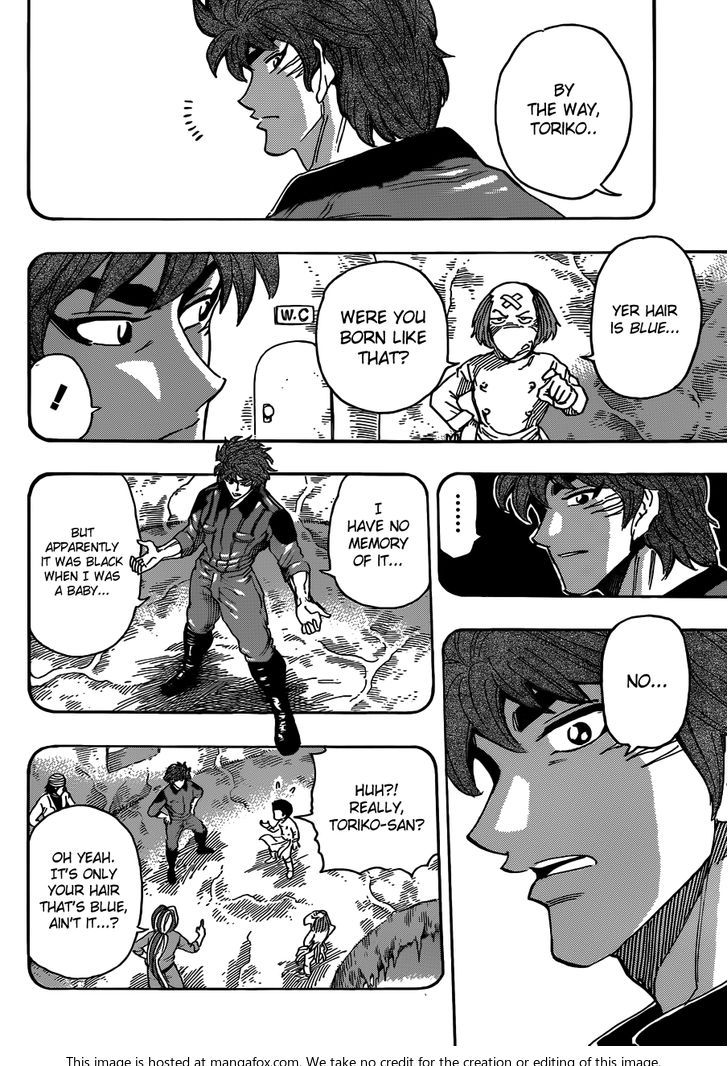 BY
THE WAY,
TORIKO..
YER HAIR
IS BLUE...
WERE YOU
BORN LIKE
THAT?
W.C
!
......
NO...
I
HAVE NO
MEMORY
OF IT...
BUT
APPARENTLY
IT WAS BLACK
WHEN I WAS
A BABY...
HUH?!
REALLY,
TORIKO-SAN?
OH YEAH.
IT'S ONLY
YOUR HAIR
THAT'S BLUE,
AIN'T IT...?
This image is hosted at mangafox.com. We take no credit for the creation or editing of this image.